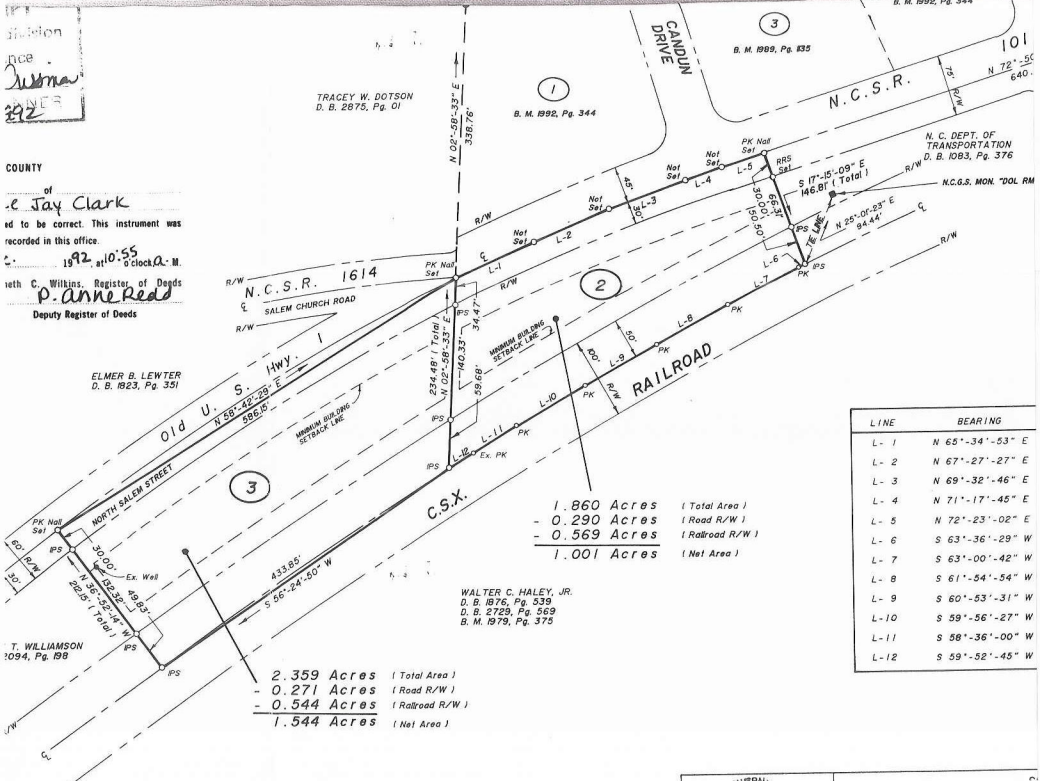 division
nce
392
COUNTY
of
e Jay Clark
ed to be correct. This instrument was
recorded in this office.
1992, at 10:55 o'clock A. M.
neth C. Wilkins, Register of Deeds
D. Anne Redd
Deputy Register of Deeds
ELMER B. LEWTER
D. B. 1823, Pg. 351
TRACEY W. DOTSON
D. B. 2875, Pg. 01
N 02°-58'-33" E
338.76'
1
B. M. 1992, Pg. 344
CANDUN
DRIVE
3
B. M. 1989, Pg. 835
B. M. 1992, Pg. 344
N.C.S.R. 101
N 72°-50
640.
75'
R/W
N. C. DEPT. OF
TRANSPORTATION
D. B. 1083, Pg. 376
R/W
N.C.G.S. MON. "DOL RM
PK Nail
Set
RRS
Set
S 17°-15'-09" E
146.81' ( Total )
30.00'
66.31'
50.50'
TIE LINE
N 25°-01'-23" E
94.44'
IPS
L-6
IPS
PK
L-7
PK
L-8
PK
L-9
PK
L-10
PK
L-11
Ex. PK
L-12
IPS
R/W
Not
Set
L-5
Not
Set
L-4
L-3
Not
Set
L-2
Not
Set
L-1
45'
30'
R/W
PK Nail
Set
R/W
N.C.S.R. 1614
SALEM CHURCH ROAD
R/W
IPS
34.47'
140.33'
59.68'
234.48' ( Total )
N 02°-58'-33" E
IPS
2
R/W
MINIMUM BUILDING
SETBACK LINE
50'
100'
R/W
RAILROAD
C.S.X.
Old U. S. Hwy. 1
N 58°-42'-29" E
586.15'
MINIMUM BUILDING
SETBACK LINE
NORTH SALEM STREET
3
PK Nail
Set
60' R/W
30'
IPS
30.00'
Ex. Well
132.32'
49.83'
N 36°-52'-14" W
212.15' ( Total )
IPS
IPS
433.85'
S 56°-24'-50" W
T. WILLIAMSON
2094, Pg. 198
R/W
1.860 Acres ( Total Area )
- 0.290 Acres ( Road R/W )
- 0.569 Acres ( Railroad R/W )
1.001 Acres ( Net Area )
WALTER C. HALEY, JR.
D. B. 1876, Pg. 539
D. B. 2729, Pg. 569
B. M. 1979, Pg. 375
2.359 Acres ( Total Area )
- 0.271 Acres ( Road R/W )
- 0.544 Acres ( Railroad R/W )
1.544 Acres ( Net Area )
LINE BEARING
L- 1 N 65°-34'-53" E
L- 2 N 67°-27'-27" E
L- 3 N 69°-32'-46" E
L- 4 N 71°-17'-45" E
L- 5 N 72°-23'-02" E
L- 6 S 63°-36'-29" W
L- 7 S 63°-00'-42" W
L- 8 S 61°-54'-54" W
L- 9 S 60°-53'-31" W
L-10 S 59°-56'-27" W
L-11 S 58°-36'-00" W
L-12 S 59°-52'-45" W